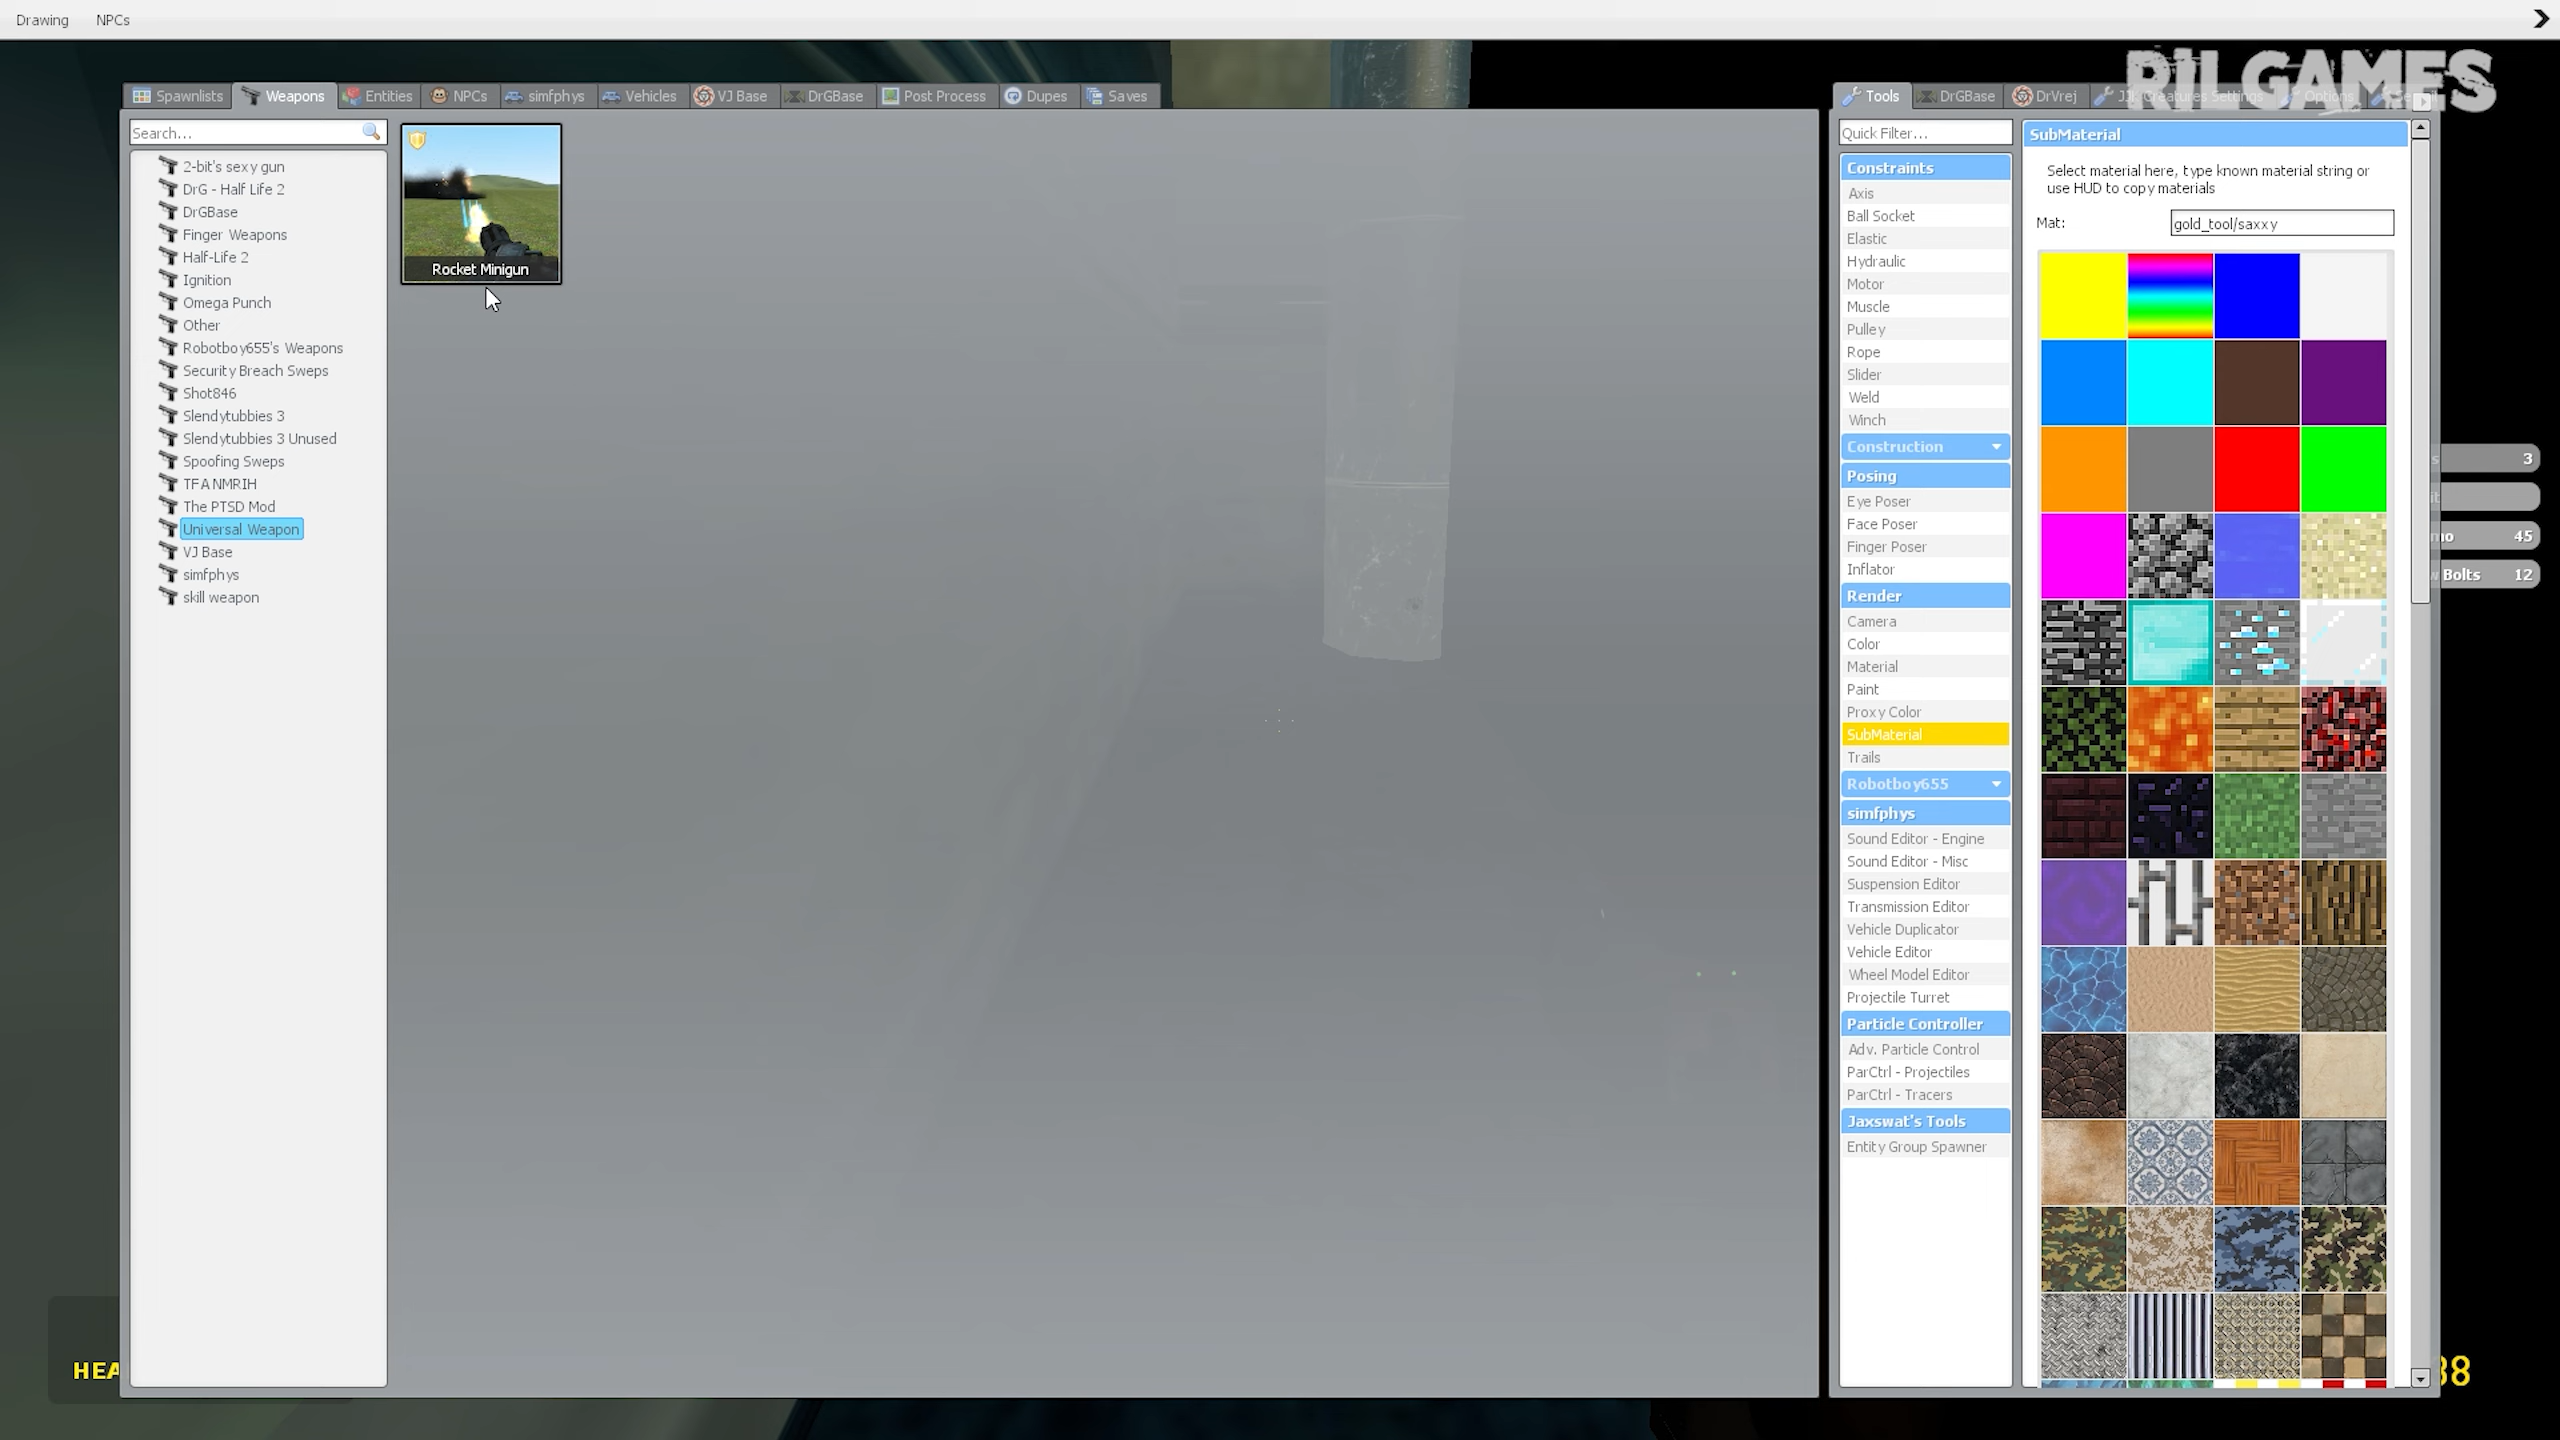 Drawing NPCs
RiL GAMES
Spawnlists Weapons Entities NPCs simfphys Vehicles VJ Base DrGBase Post Process Dupes Saves
Search...
2-bit's sexy gun
DrG - Half Life 2
DrGBase
Finger Weapons
Half-Life 2
Ignition
Omega Punch
Other
Robotboy655's Weapons
Security Breach Sweps
Shot846
Slendytubbies 3
Slendytubbies 3 Unused
Spoofing Sweps
TFA NMRIH
The PTSD Mod
Universal Weapon
VJ Base
simfphys
skill weapon
Rocket Minigun
Tools DrGBase DrVrej JJK Creatures Settings Options
Quick Filter...
Constraints
Axis
Ball Socket
Elastic
Hydraulic
Motor
Muscle
Pulley
Rope
Slider
Weld
Winch
Construction
Posing
Eye Poser
Face Poser
Finger Poser
Inflator
Render
Camera
Color
Material
Paint
Proxy Color
SubMaterial
Trails
Robotboy655
simfphys
Sound Editor - Engine
Sound Editor - Misc
Suspension Editor
Transmission Editor
Vehicle Duplicator
Vehicle Editor
Wheel Model Editor
Projectile Turret
Particle Controller
Adv. Particle Control
ParCtrl - Projectiles
ParCtrl - Tracers
Jaxswat's Tools
Entity Group Spawner
SubMaterial
Select material here, type known material string or
use HUD to copy materials
Mat: gold_tool/saxxy
3
45
Bolts 12
HEA
38